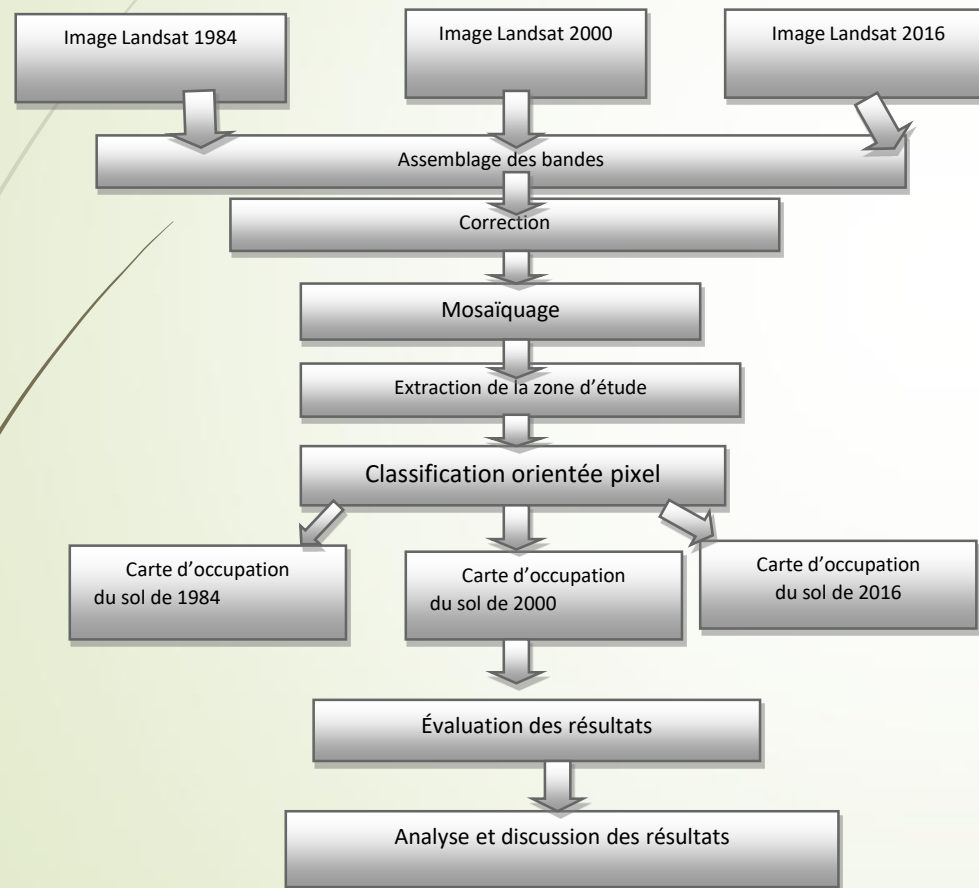 Image Landsat 1984
Image Landsat 2000
Image Landsat 2016
Assemblage des bandes
Correction
Mosaïquage
Extraction de la zone d’étude
Classification orientée pixel
Carte d’occupation
du sol de 1984
Carte d’occupation
du sol de 2000
Carte d’occupation
du sol de 2016
Évaluation des résultats
Analyse et discussion des résultats